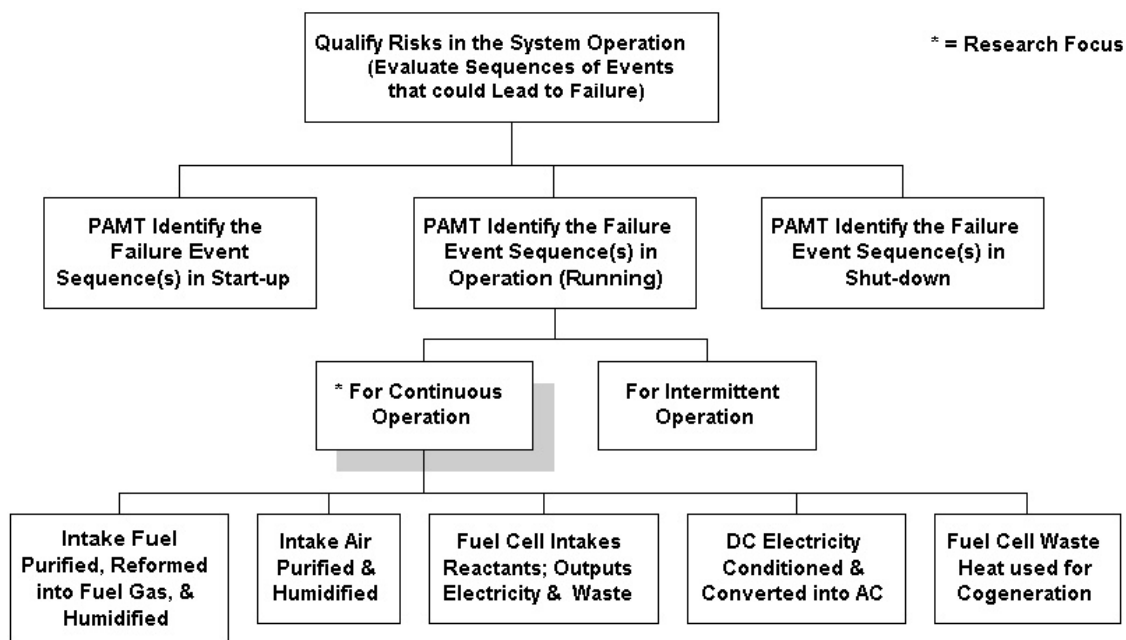 Qualify Risks in the System Operation
(Evaluate Sequences of Events
that could Lead to Failure)
* = Research Focus
PAMT Identify the
Failure Event
Sequence(s) in Start-up
PAMT Identify the Failure
Event Sequence(s) in
Operation (Running)
PAMT Identify the Failure
Event Sequence(s) in
Shut-down
* For Continuous
Operation
For Intermittent
Operation
Intake Fuel
Purified, Reformed
into Fuel Gas, &
Humidified
Intake Air
Purified &
Humidified
Fuel Cell Intakes
Reactants; Outputs
Electricity & Waste
DC Electricity
Conditioned &
Converted into AC
Fuel Cell Waste
Heat used for
Cogeneration